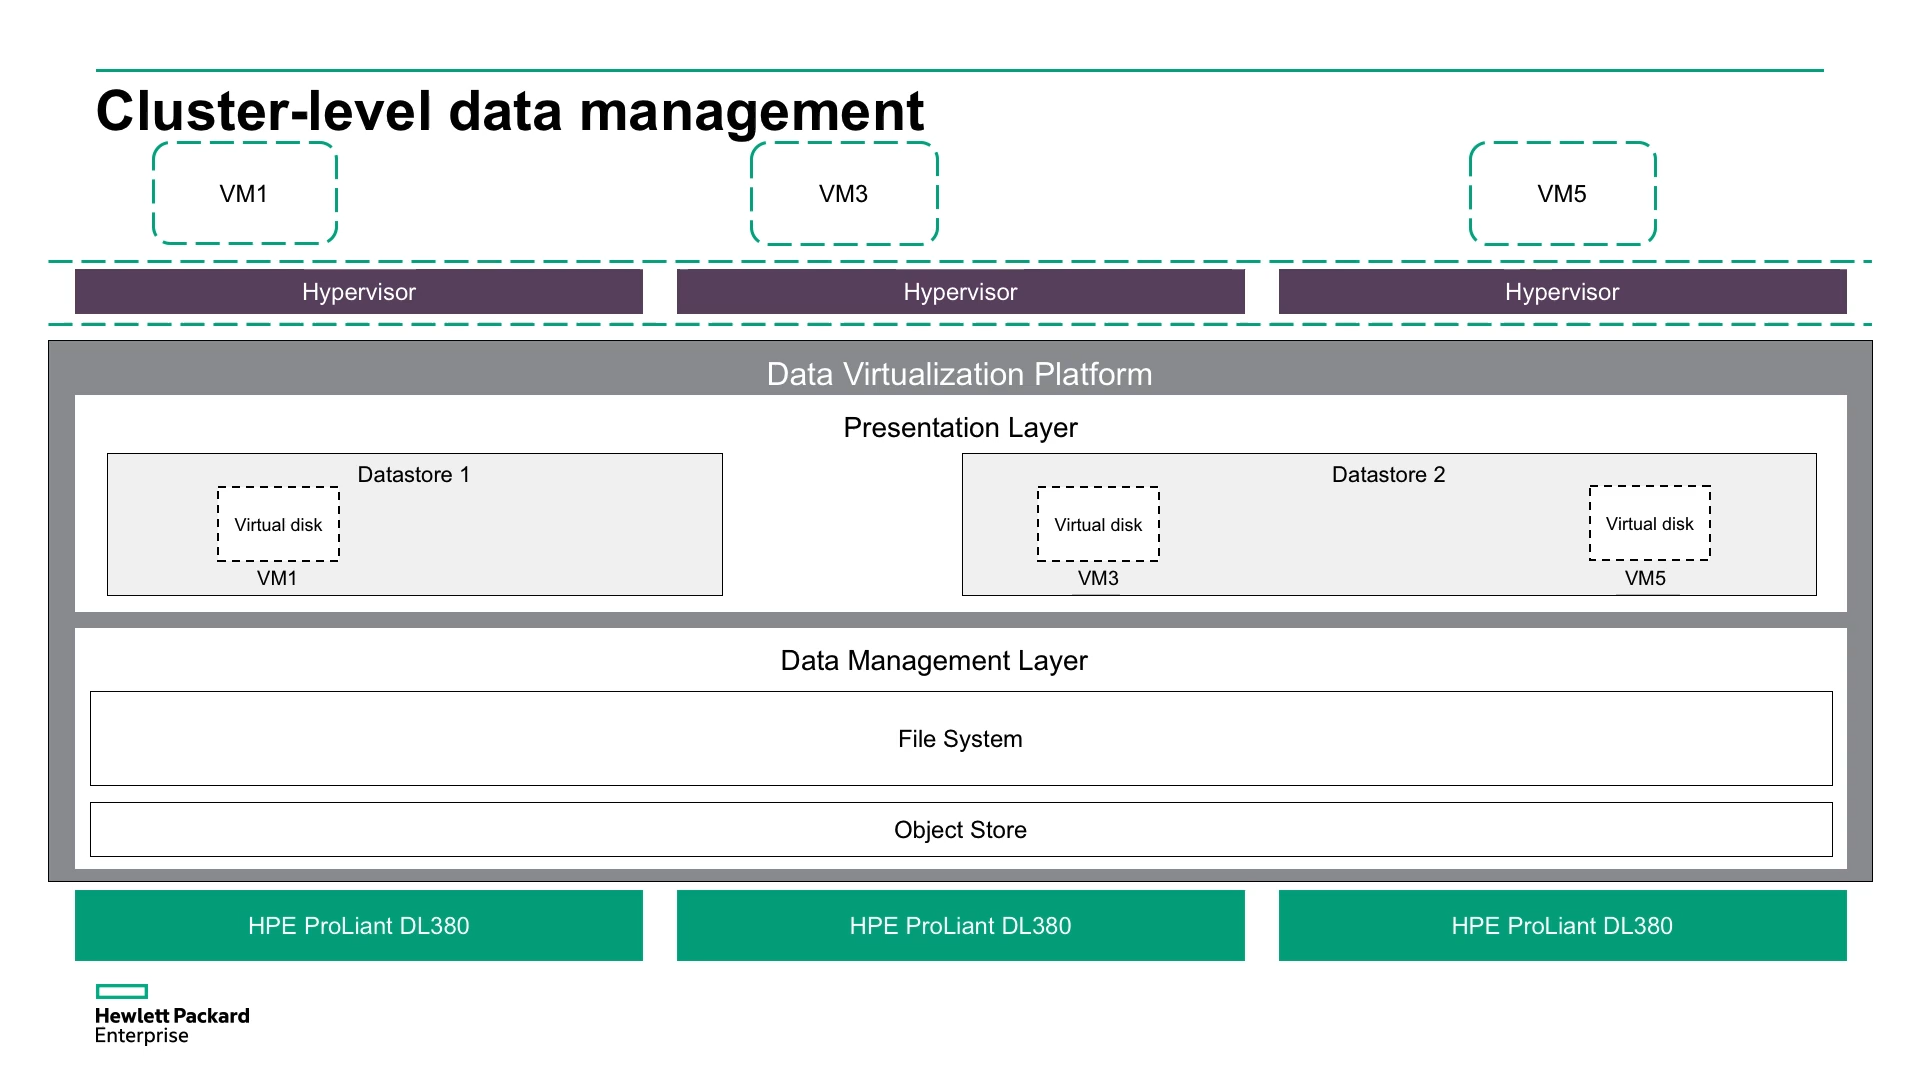 Cluster-level data management
VM1
VM3
VM5
Hypervisor
Hypervisor
Hypervisor
Data Virtualization Platform
Presentation Layer
Datastore 1
Virtual disk
VM1
Datastore 2
Virtual disk
VM3
Virtual disk
VM5
Data Management Layer
File System
Object Store
HPE ProLiant DL380
HPE ProLiant DL380
HPE ProLiant DL380
Hewlett Packard
Enterprise